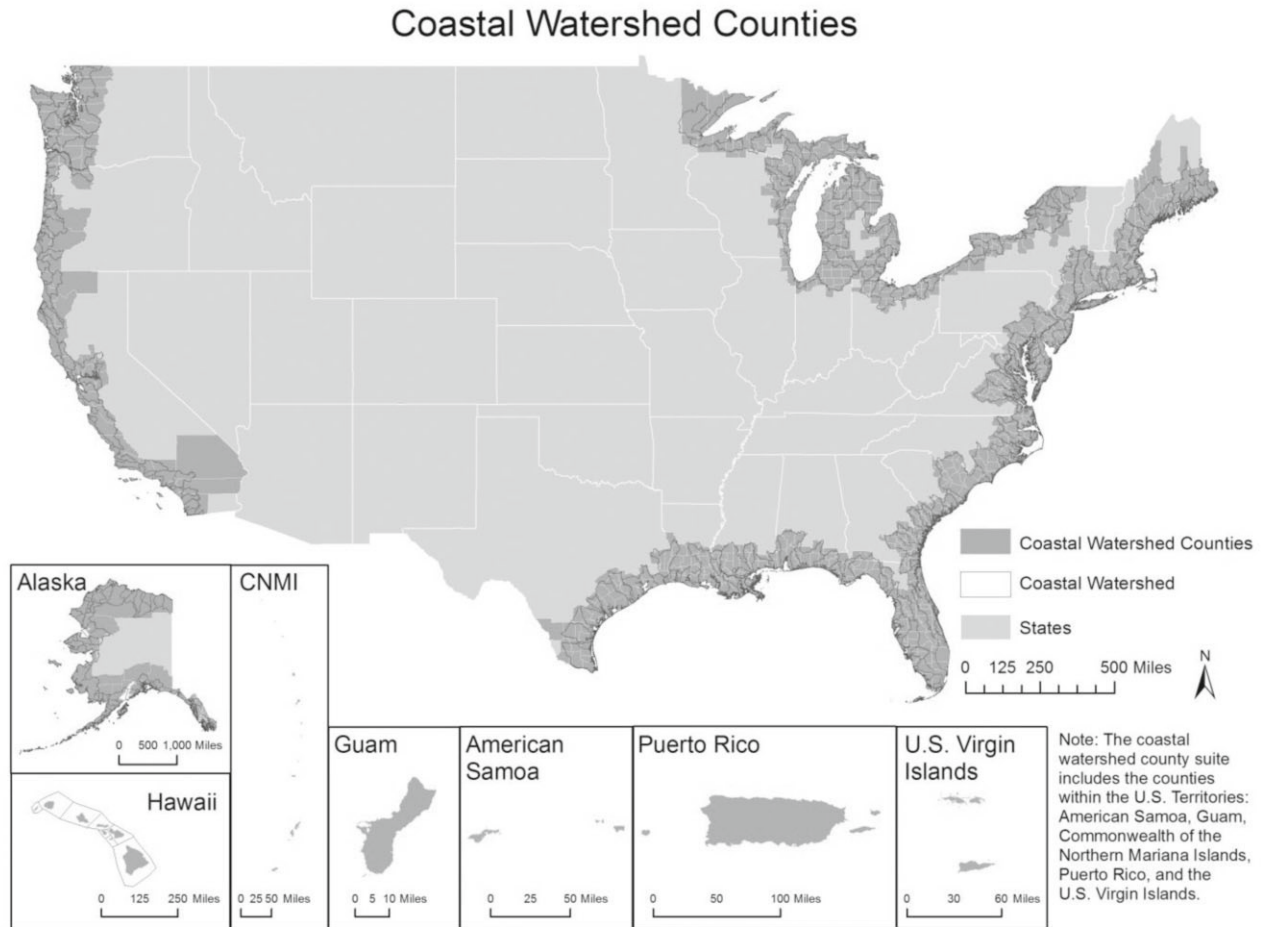 Coastal Watershed Counties
Coastal Watershed Counties
Coastal Watershed
States
0 125 250 500 Miles
N
Alaska
0 500 1,000 Miles
CNMI
0 25 50 Miles
Hawaii
0 125 250 Miles
Guam
0 5 10 Miles
American
Samoa
0 25 50 Miles
Puerto Rico
0 50 100 Miles
U.S. Virgin
Islands
0 30 60 Miles
Note: The coastal
watershed county suite
includes the counties
within the U.S. Territories:
American Samoa, Guam,
Commonwealth of the
Northern Mariana Islands,
Puerto Rico, and the
U.S. Virgin Islands.